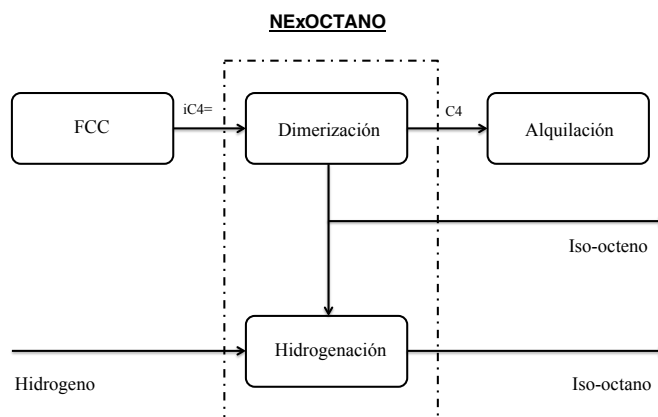 NExOCTANO
iC4=
C4
FCC
Dimerización
Alquilación
Iso-octeno
Hidrogenación
Hidrogeno
Iso-octano